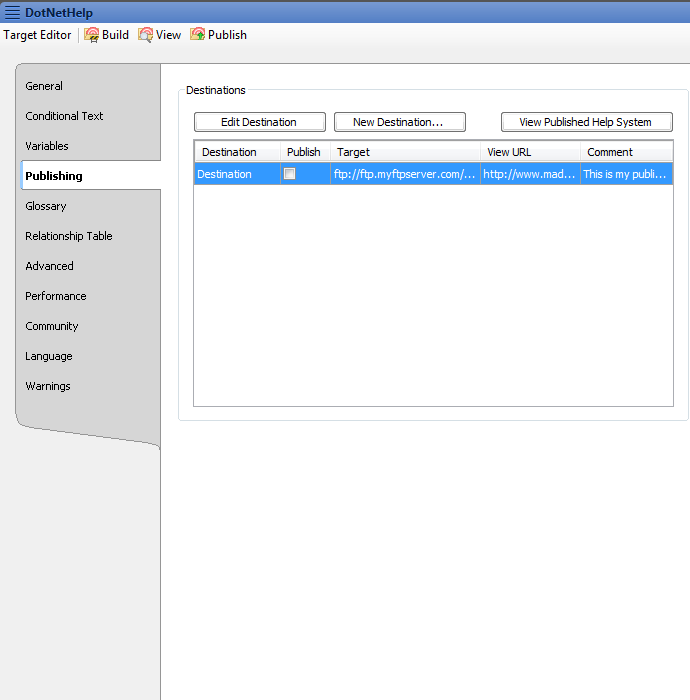 DotNetHelp
Target Editor Build View Publish
General
Conditional Text
Variables
Publishing
Glossary
Relationship Table
Advanced
Performance
Community
Language
Warnings
Destinations
Edit Destination New Destination... View Published Help System
Destination Publish Target View URL Comment
Destination ftp://ftp.myftpserver.com/... http://www.mad... This is my publi...